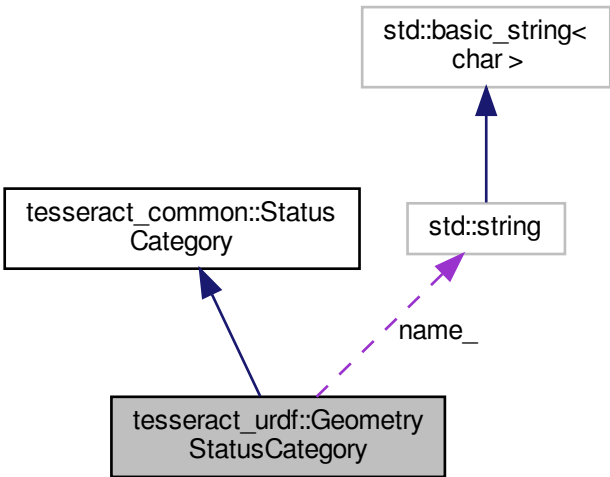 std::basic_string<
char >
tesseract_common::Status
Category
std::string
name_
tesseract_urdf::Geometry
StatusCategory